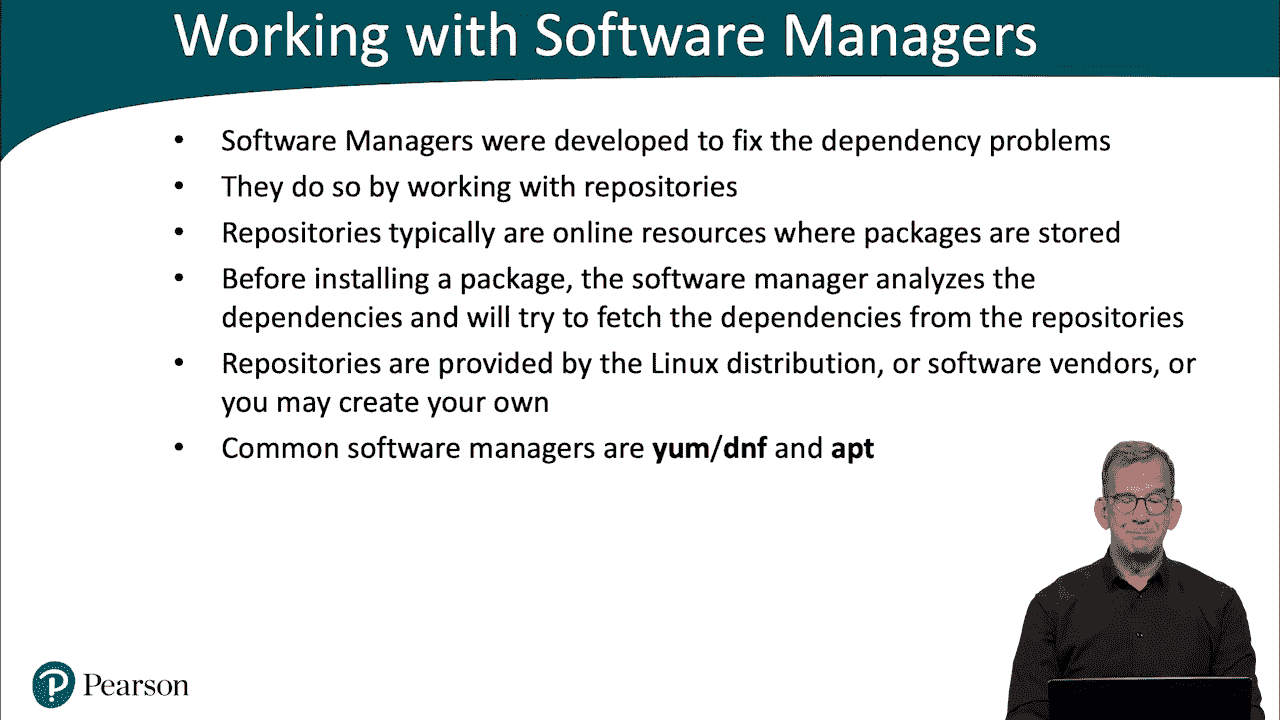 Working with Software Managers
• Software Managers were developed to fix the dependency problems
• They do so by working with repositories
• Repositories typically are online resources where packages are stored
• Before installing a package, the software manager analyzes the
dependencies and will try to fetch the dependencies from the repositories
• Repositories are provided by the Linux distribution, or software vendors, or
you may create your own
• Common software managers are yum/dnf and apt
Pearson